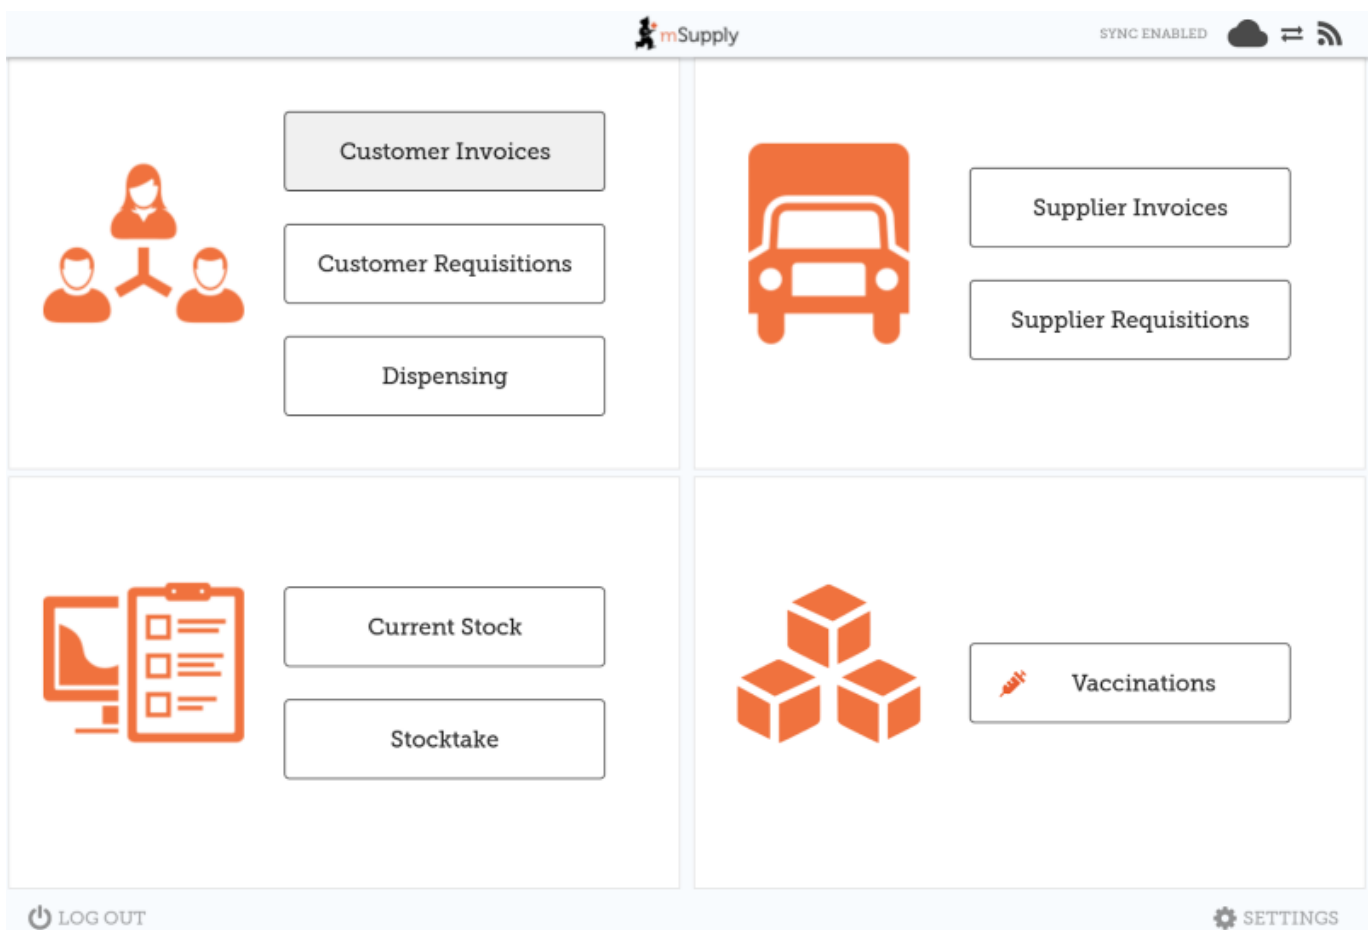 mSupply
SYNC ENABLED
Customer Invoices
Customer Requisitions
Dispensing
Supplier Invoices
Supplier Requisitions
Current Stock
Stocktake
Vaccinations
LOG OUT
SETTINGS